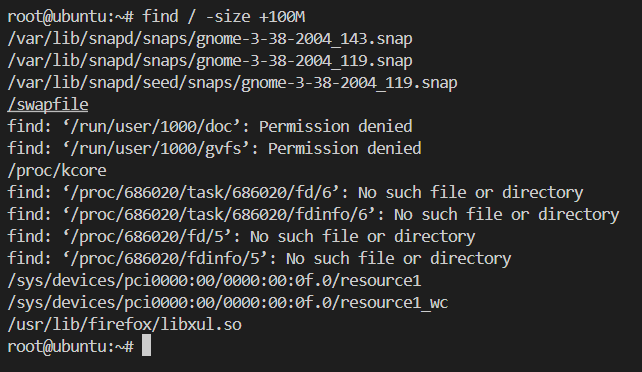 root@ubuntu:~# find / -size +100M
/var/lib/snapd/snaps/gnome-3-38-2004_143.snap
/var/lib/snapd/snaps/gnome-3-38-2004_119.snap
/var/lib/snapd/seed/snaps/gnome-3-38-2004_119.snap
/swapfile
find: ‘/run/user/1000/doc’: Permission denied
find: ‘/run/user/1000/gvfs’: Permission denied
/proc/kcore
find: ‘/proc/686020/task/686020/fd/6’: No such file or directory
find: ‘/proc/686020/task/686020/fdinfo/6’: No such file or directory
find: ‘/proc/686020/fd/5’: No such file or directory
find: ‘/proc/686020/fdinfo/5’: No such file or directory
/sys/devices/pci0000:00/0000:00:0f.0/resource1
/sys/devices/pci0000:00/0000:00:0f.0/resource1_wc
/usr/lib/firefox/libxul.so
root@ubuntu:~#